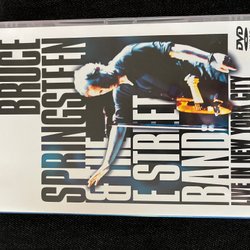 BRUCE
SPRINGSTEEN
& THE
E STREET
BAND:
LIVE IN NEW YORK CITY
DVD